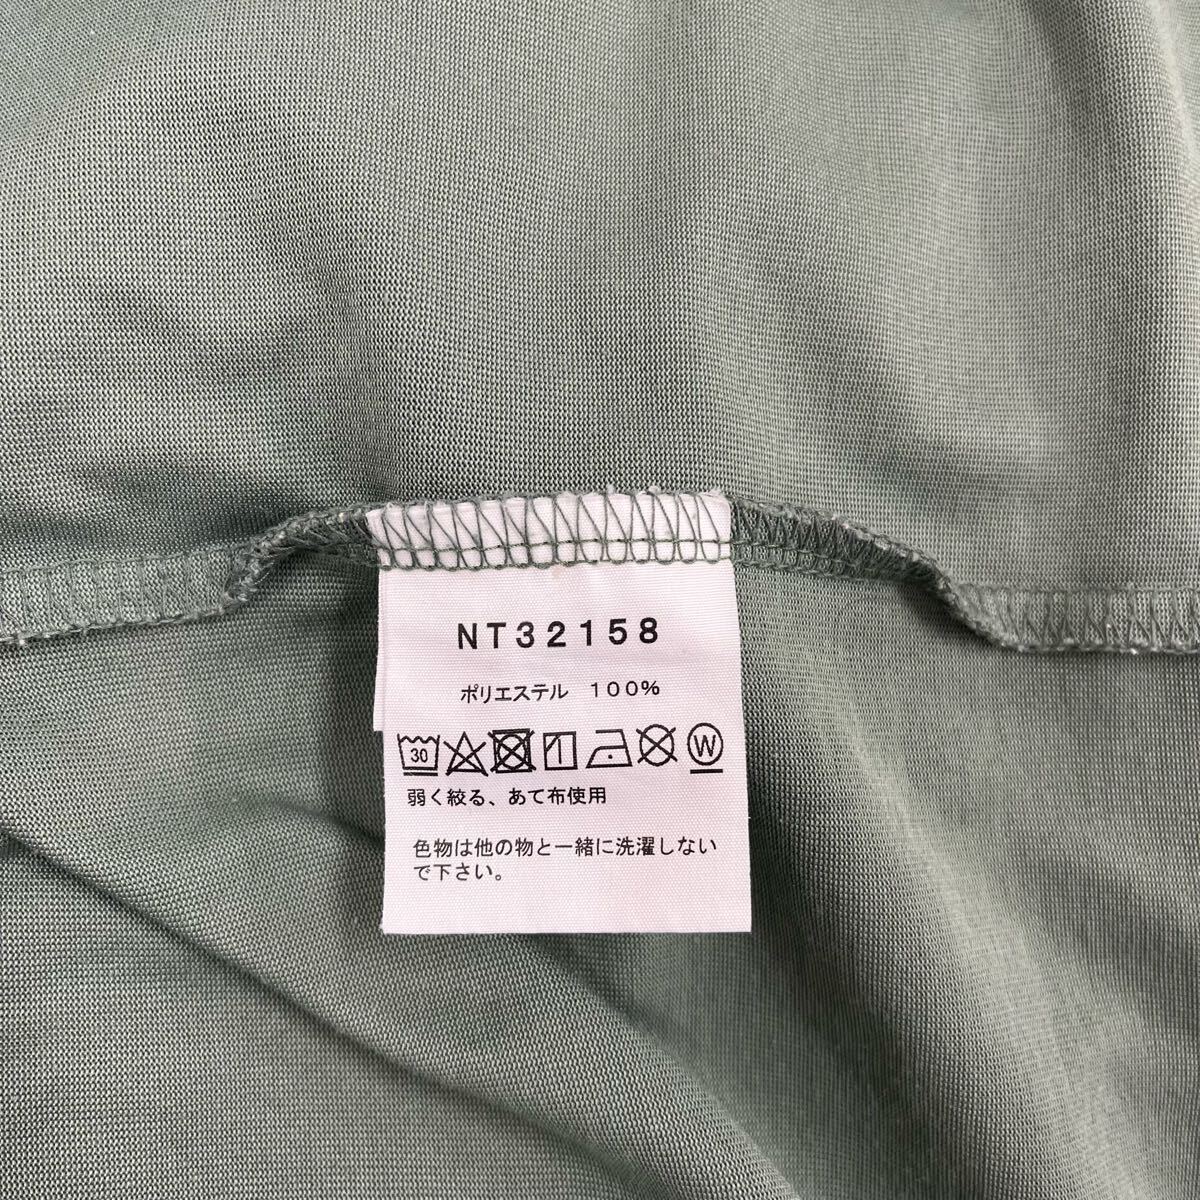 NT32158
ポリエステル 100%
30 W
弱く絞る、あて布使用
色物は他の物と一緒に洗濯しない
で下さい。